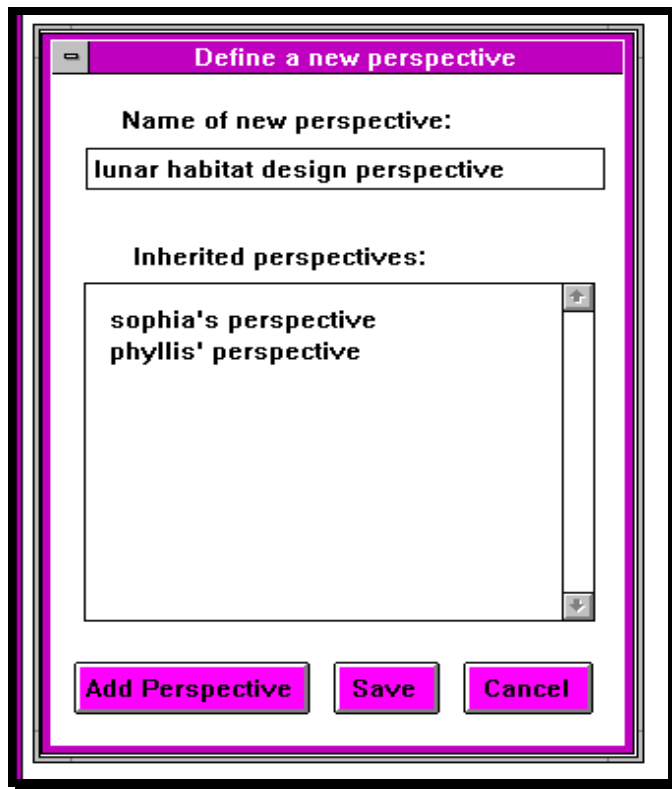 Define a new perspective
Name of new perspective:
lunar habitat design perspective
Inherited perspectives:
sophia's perspective
phyllis' perspective
Add Perspective Save Cancel